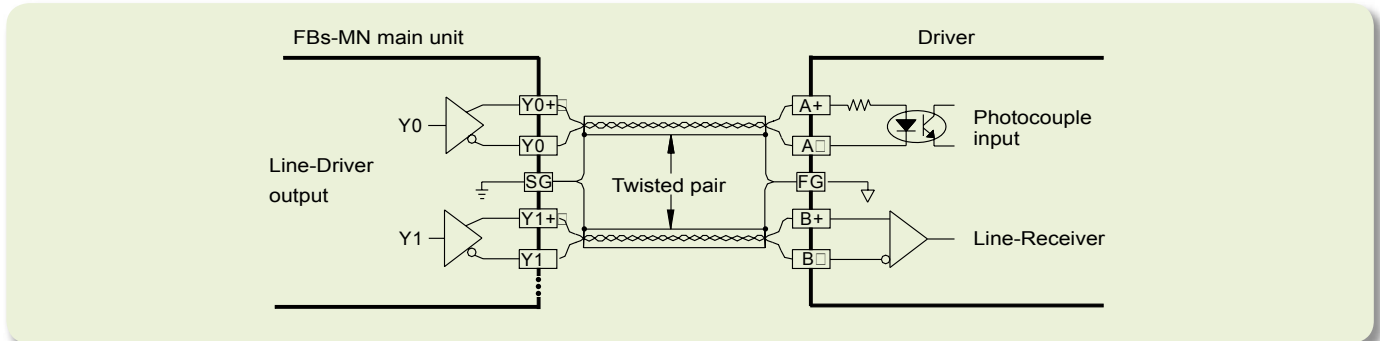 FBs-MN main unit
Driver
Y0
Y0+□
Y0
Line-Driver
output
SG
Y1
Y1+□
Y1
Twisted pair
A+
A□
Photocouple
input
FG
B+
B□
Line-Receiver